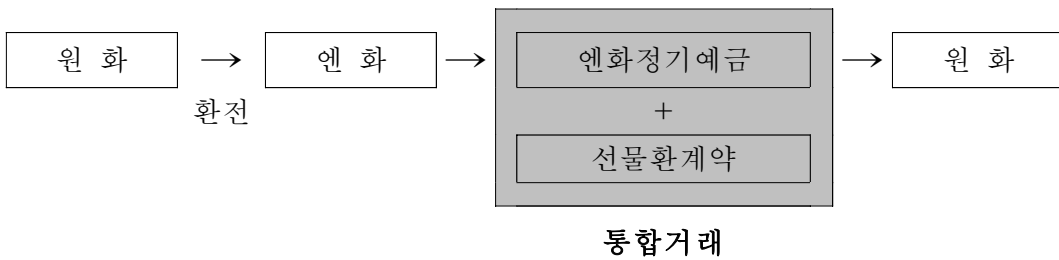 원 화 → 엔 화 → 엔화정기예금 → 원 화
환전 +
선물환계약
통합거래